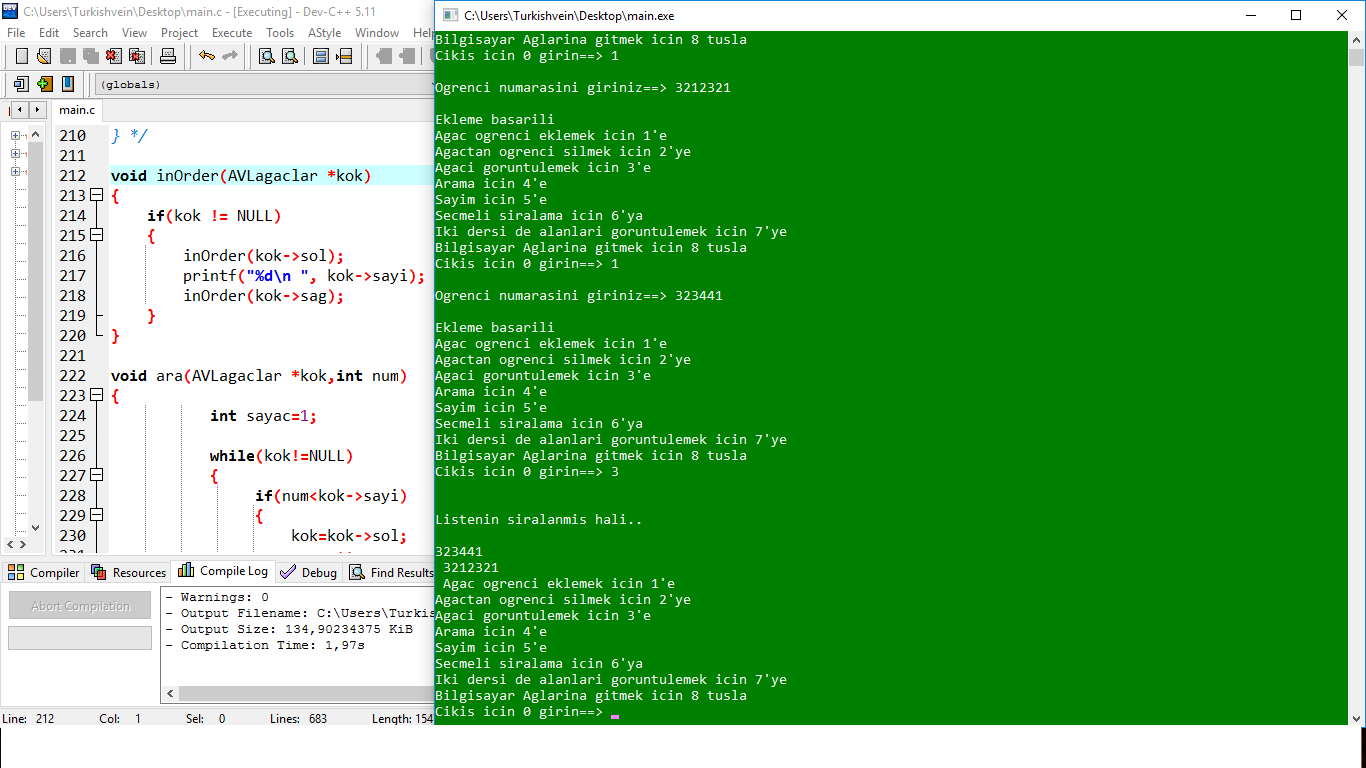 C:\Users\Turkishvein\Desktop\main.c - [Executing] - Dev-C++ 5.11
File Edit Search View Project Execute Tools AStyle Window Help
(globals)
main.c
210 } */
211
212 void inOrder(AVLagaclar *kok)
213 {
214 if(kok != NULL)
215 {
216 inOrder(kok->sol);
217 printf("%d\n ", kok->sayi);
218 inOrder(kok->sag);
219 }
220 }
221
222 void ara(AVLagaclar *kok,int num)
223 {
224 int sayac=1;
225
226 while(kok!=NULL)
227 {
228 if(num<kok->sayi)
229 {
230 kok=kok->sol;
Compiler Resources Compile Log Debug Find Results
Abort Compilation
- Warnings: 0
- Output Filename: C:\Users\Turkis
- Output Size: 134,90234375 KiB
- Compilation Time: 1,97s
Line: 212 Col: 1 Sel: 0 Lines: 683 Length: 154
C:\Users\Turkishvein\Desktop\main.exe
Bilgisayar Aglarina gitmek icin 8 tusla
Cikis icin 0 girin==> 1
Ogrenci numarasini giriniz==> 3212321
Ekleme basarili
Agac ogrenci eklemek icin 1'e
Agactan ogrenci silmek icin 2'ye
Agaci goruntulemek icin 3'e
Arama icin 4'e
Sayim icin 5'e
Secmeli siralama icin 6'ya
Iki dersi de alanlari goruntulemek icin 7'ye
Bilgisayar Aglarina gitmek icin 8 tusla
Cikis icin 0 girin==> 1
Ogrenci numarasini giriniz==> 323441
Ekleme basarili
Agac ogrenci eklemek icin 1'e
Agactan ogrenci silmek icin 2'ye
Agaci goruntulemek icin 3'e
Arama icin 4'e
Sayim icin 5'e
Secmeli siralama icin 6'ya
Iki dersi de alanlari goruntulemek icin 7'ye
Bilgisayar Aglarina gitmek icin 8 tusla
Cikis icin 0 girin==> 3
Listenin siralanmis hali..
323441
3212321
Agac ogrenci eklemek icin 1'e
Agactan ogrenci silmek icin 2'ye
Agaci goruntulemek icin 3'e
Arama icin 4'e
Sayim icin 5'e
Secmeli siralama icin 6'ya
Iki dersi de alanlari goruntulemek icin 7'ye
Bilgisayar Aglarina gitmek icin 8 tusla
Cikis icin 0 girin==>